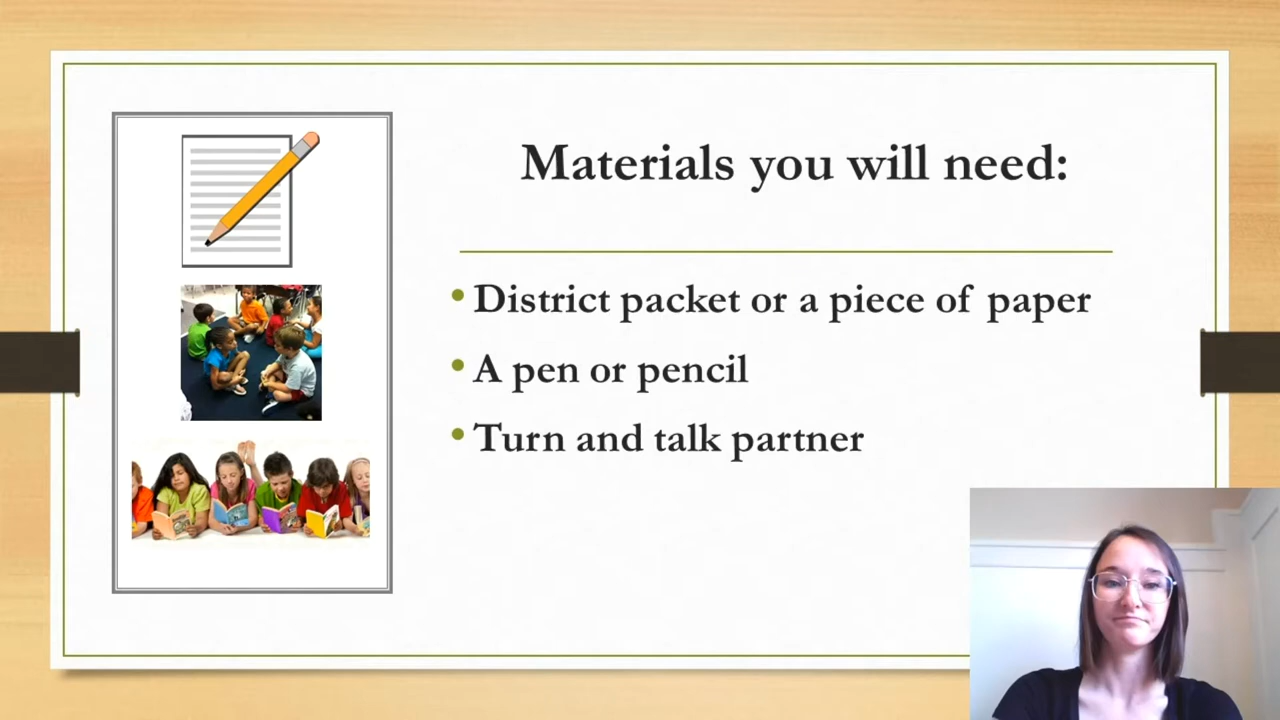 Materials you will need:
District packet or a piece of paper
A pen or pencil
Turn and talk partner